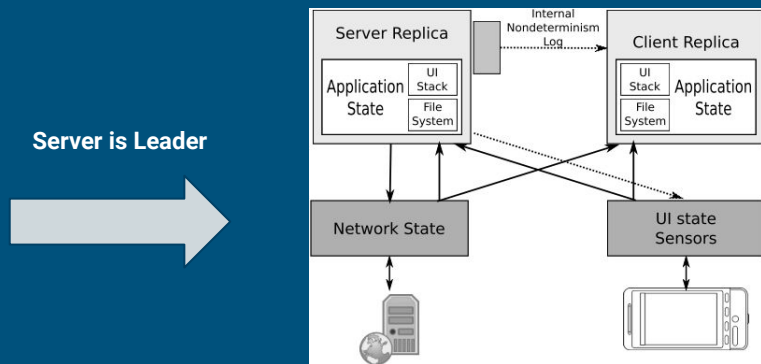 Server is Leader
Server Replica
Application
State
UI
Stack
File
System
Internal
Nondeterminism
Log
Client Replica
UI
Stack
File
System
Application
State
Network State
UI state
Sensors